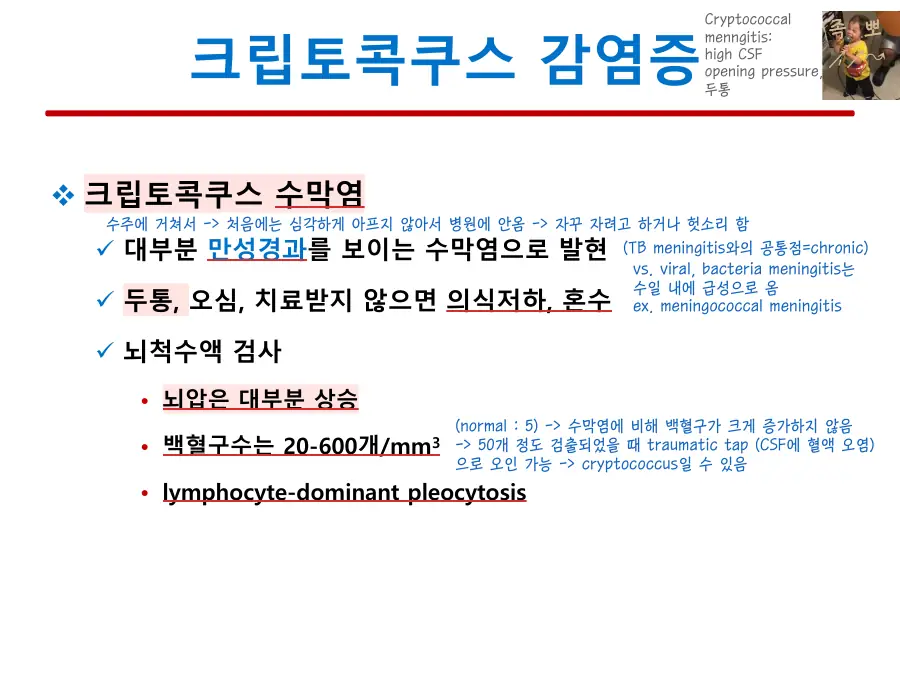 크립토콕쿠스 감염증
Cryptococcal
menngitis:
high CSF
opening pressure,
두통
족 뽀
❖ 크립토콕쿠스 수막염
수주에 거쳐서 -> 처음에는 심각하게 아프지 않아서 병원에 안옴 -> 자꾸 자려고 하거나 헛소리 함
✓ 대부분 만성경과를 보이는 수막염으로 발현
(TB meningitis와의 공통점=chronic)
vs. viral, bacteria meningitis는
수일 내에 급성으로 옴
ex. meningococcal meningitis
✓ 두통, 오심, 치료받지 않으면 의식저하, 혼수
✓ 뇌척수액 검사
• 뇌압은 대부분 상승
• 백혈구수는 20-600개/mm³
(normal : 5) -> 수막염에 비해 백혈구가 크게 증가하지 않음
-> 50개 정도 검출되었을 때 traumatic tap (CSF에 혈액 오염)
으로 오인 가능 -> cryptococcus일 수 있음
• lymphocyte-dominant pleocytosis